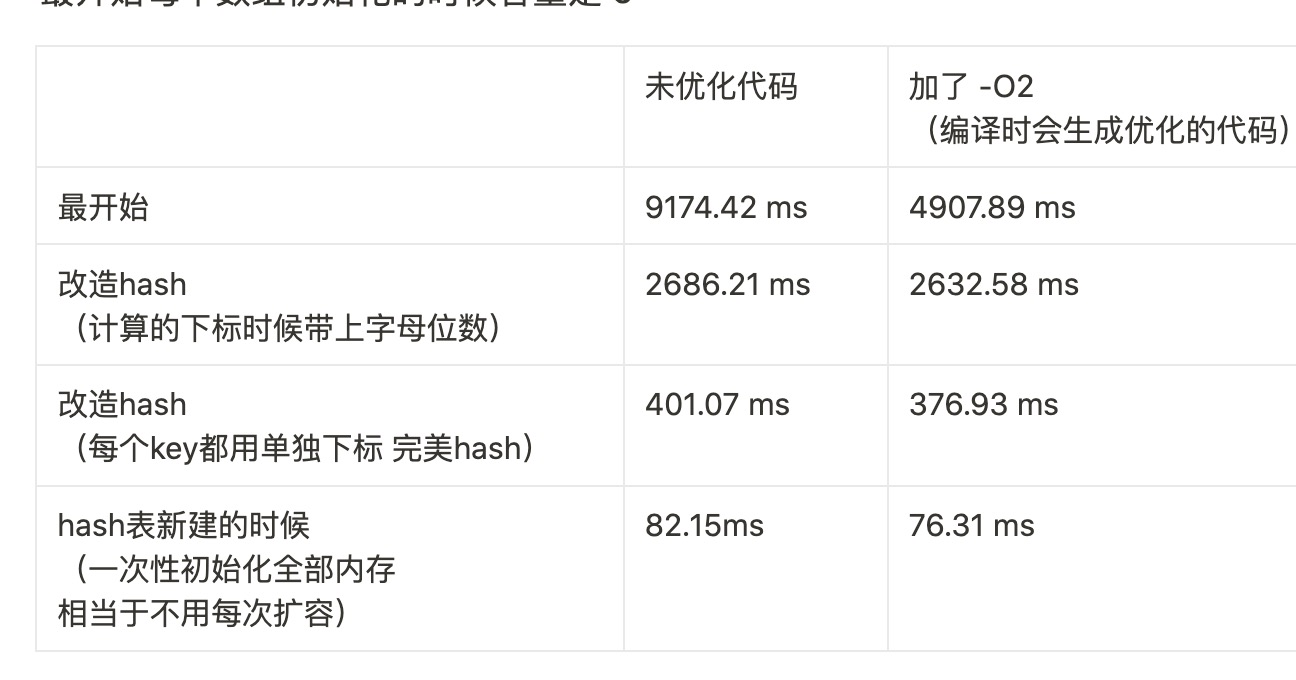 未优化代码
加了 -O2
（编译时会生成优化的代码）
最开始
9174.42 ms
4907.89 ms
改造hash
（计算的下标时候带上字母位数）
2686.21 ms
2632.58 ms
改造hash
（每个key都用单独下标 完美hash）
401.07 ms
376.93 ms
hash表新建的时候
（一次性初始化全部内存
相当于不用每次扩容）
82.15ms
76.31 ms